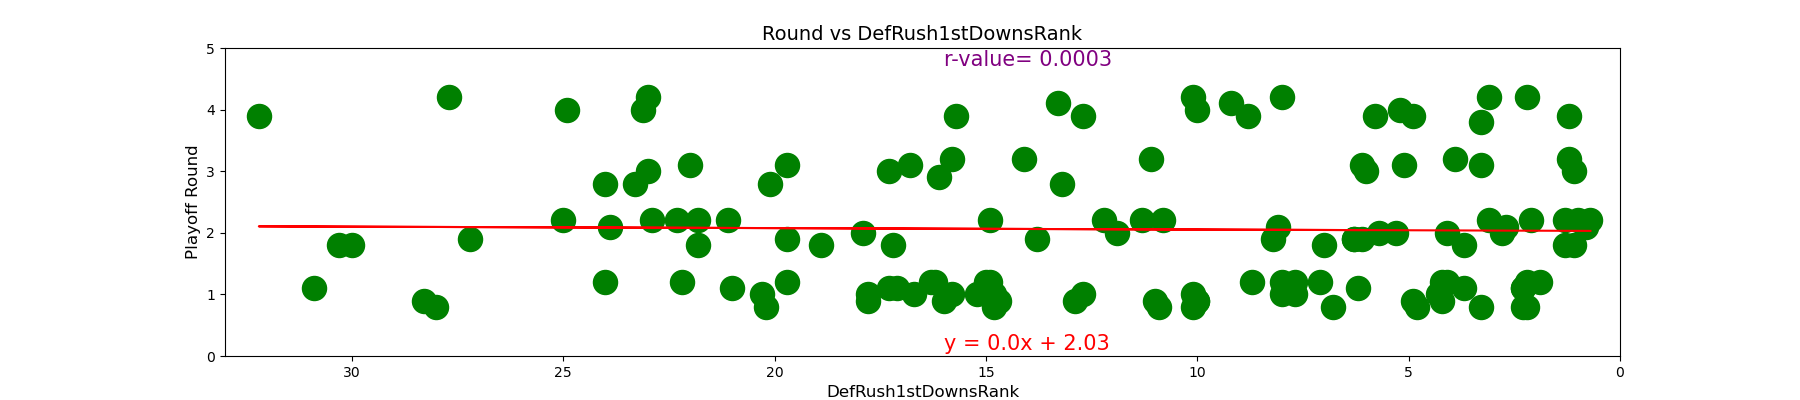 Round vs DefRush1stDownsRank
r-value= 0.0003
5
4
3
2
1
0
Playoff Round
y = 0.0x + 2.03
30
25
20
15
10
5
0
DefRush1stDownsRank